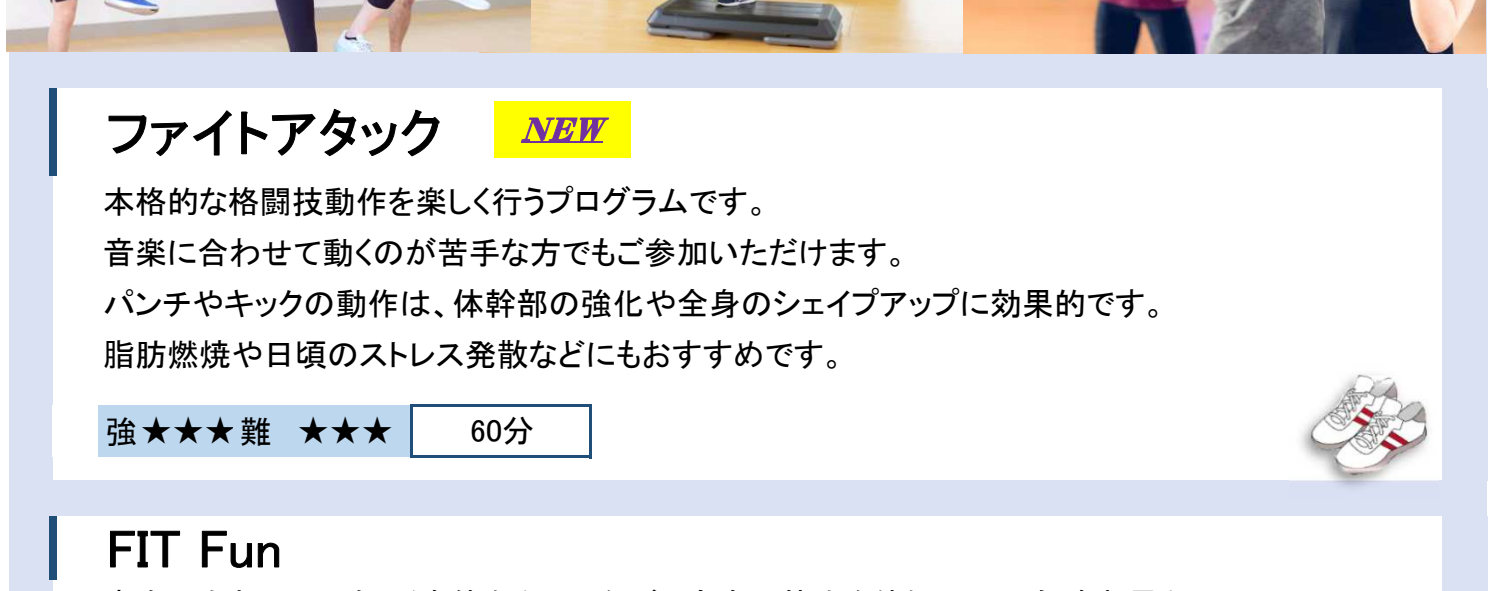 ファイトアタック NEW
本格的な格闘技動作を楽しく行うプログラムです。
音楽に合わせて動くのが苦手な方でもご参加いただけます。
パンチやキックの動作は、体幹部の強化や全身のシェイプアップに効果的です。
脂肪燃焼や日頃のストレス発散などにもおすすめです。
強★★★難 ★★★ 60分
FIT Fun